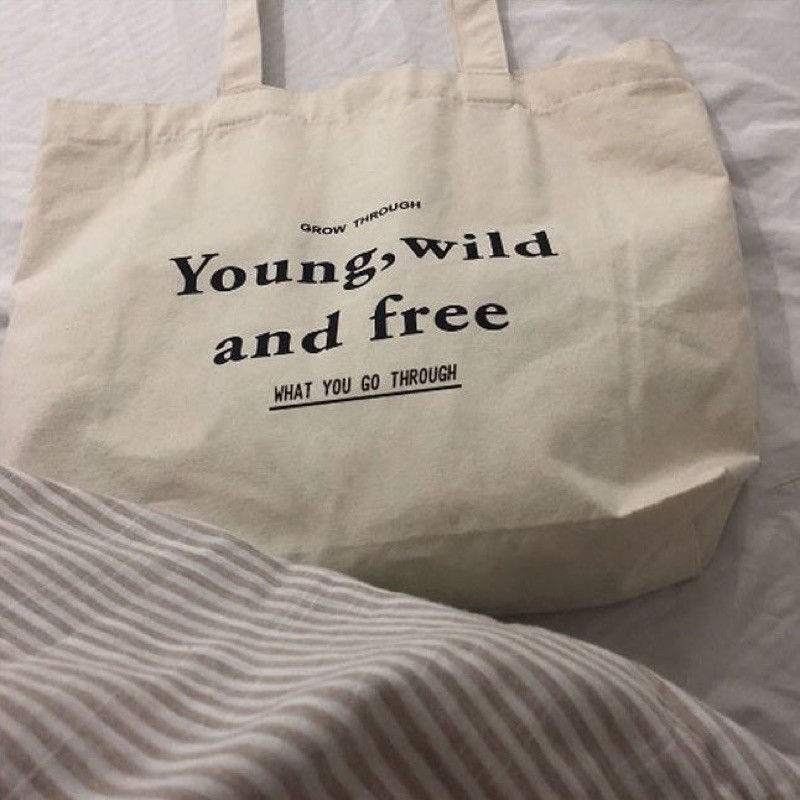 GROW THROUGH
Young, wild
and free
WHAT YOU GO THROUGH